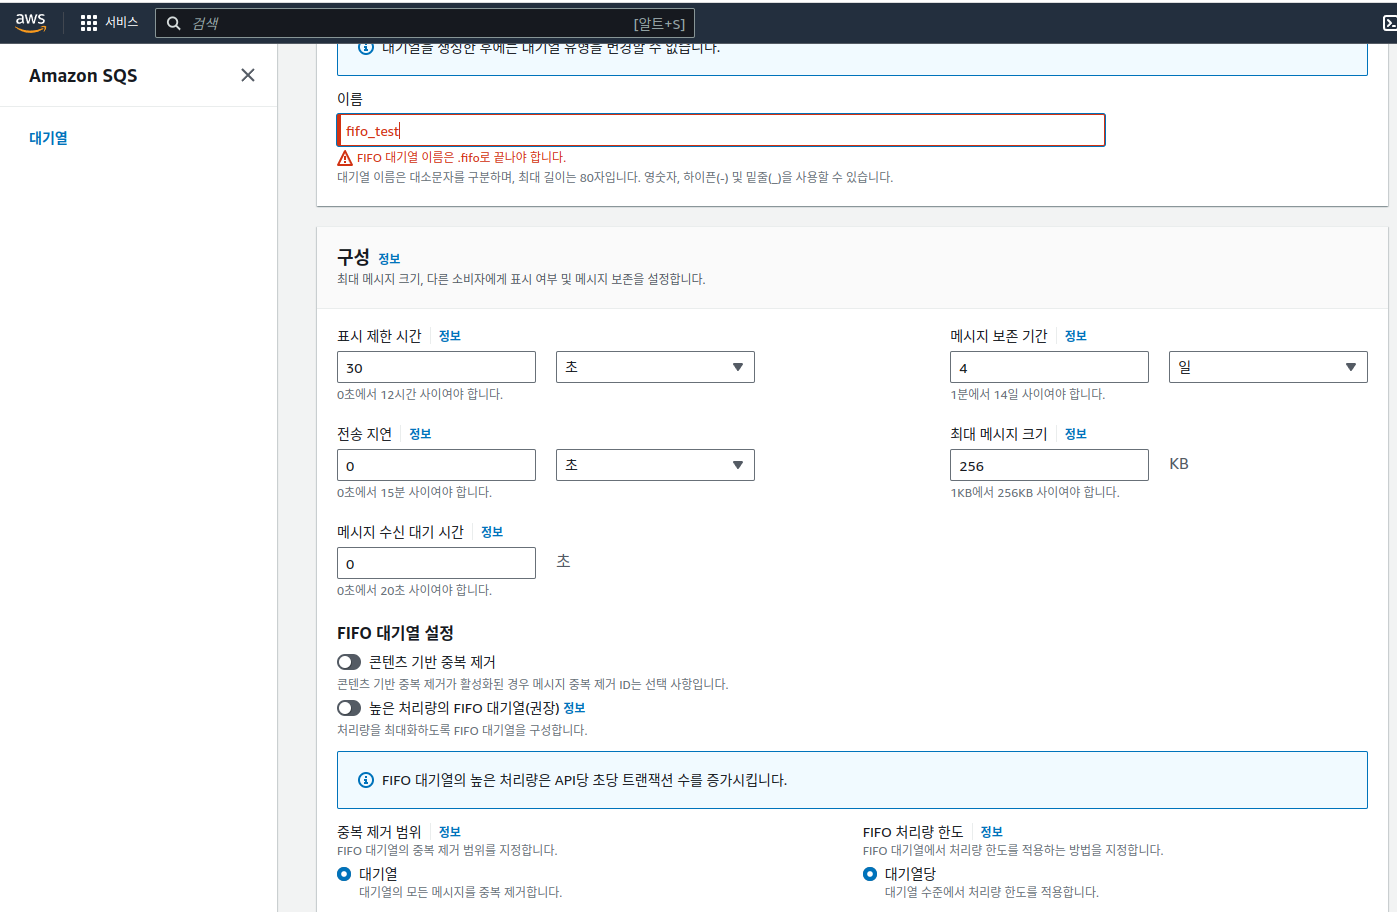 aws
서비스
검색
[알트+S]
Amazon SQS
대기열
대기열을 생성한 후에는 대기열 유형을 변경할 수 없습니다.
이름
fifo_test
FIFO 대기열 이름은 .fifo로 끝나야 합니다.
대기열 이름은 대소문자를 구분하며, 최대 길이는 80자입니다. 영숫자, 하이픈(-) 및 밑줄(_)을 사용할 수 있습니다.
구성 정보
최대 메시지 크기, 다른 소비자에게 표시 여부 및 메시지 보존을 설정합니다.
표시 제한 시간 정보
30
초
0초에서 12시간 사이여야 합니다.
메시지 보존 기간 정보
4
일
1분에서 14일 사이여야 합니다.
전송 지연 정보
0
초
0초에서 15분 사이여야 합니다.
최대 메시지 크기 정보
256
KB
1KB에서 256KB 사이여야 합니다.
메시지 수신 대기 시간 정보
0
초
0초에서 20초 사이여야 합니다.
FIFO 대기열 설정
콘텐츠 기반 중복 제거
콘텐츠 기반 중복 제거가 활성화된 경우 메시지 중복 제거 ID는 선택 사항입니다.
높은 처리량의 FIFO 대기열(권장) 정보
처리량을 최대화하도록 FIFO 대기열을 구성합니다.
FIFO 대기열의 높은 처리량은 API당 초당 트랜잭션 수를 증가시킵니다.
중복 제거 범위 정보
FIFO 대기열의 중복 제거 범위를 지정합니다.
대기열
대기열의 모든 메시지를 중복 제거합니다.
FIFO 처리량 한도 정보
FIFO 대기열에서 처리량 한도를 적용하는 방법을 지정합니다.
대기열당
대기열 수준에서 처리량 한도를 적용합니다.